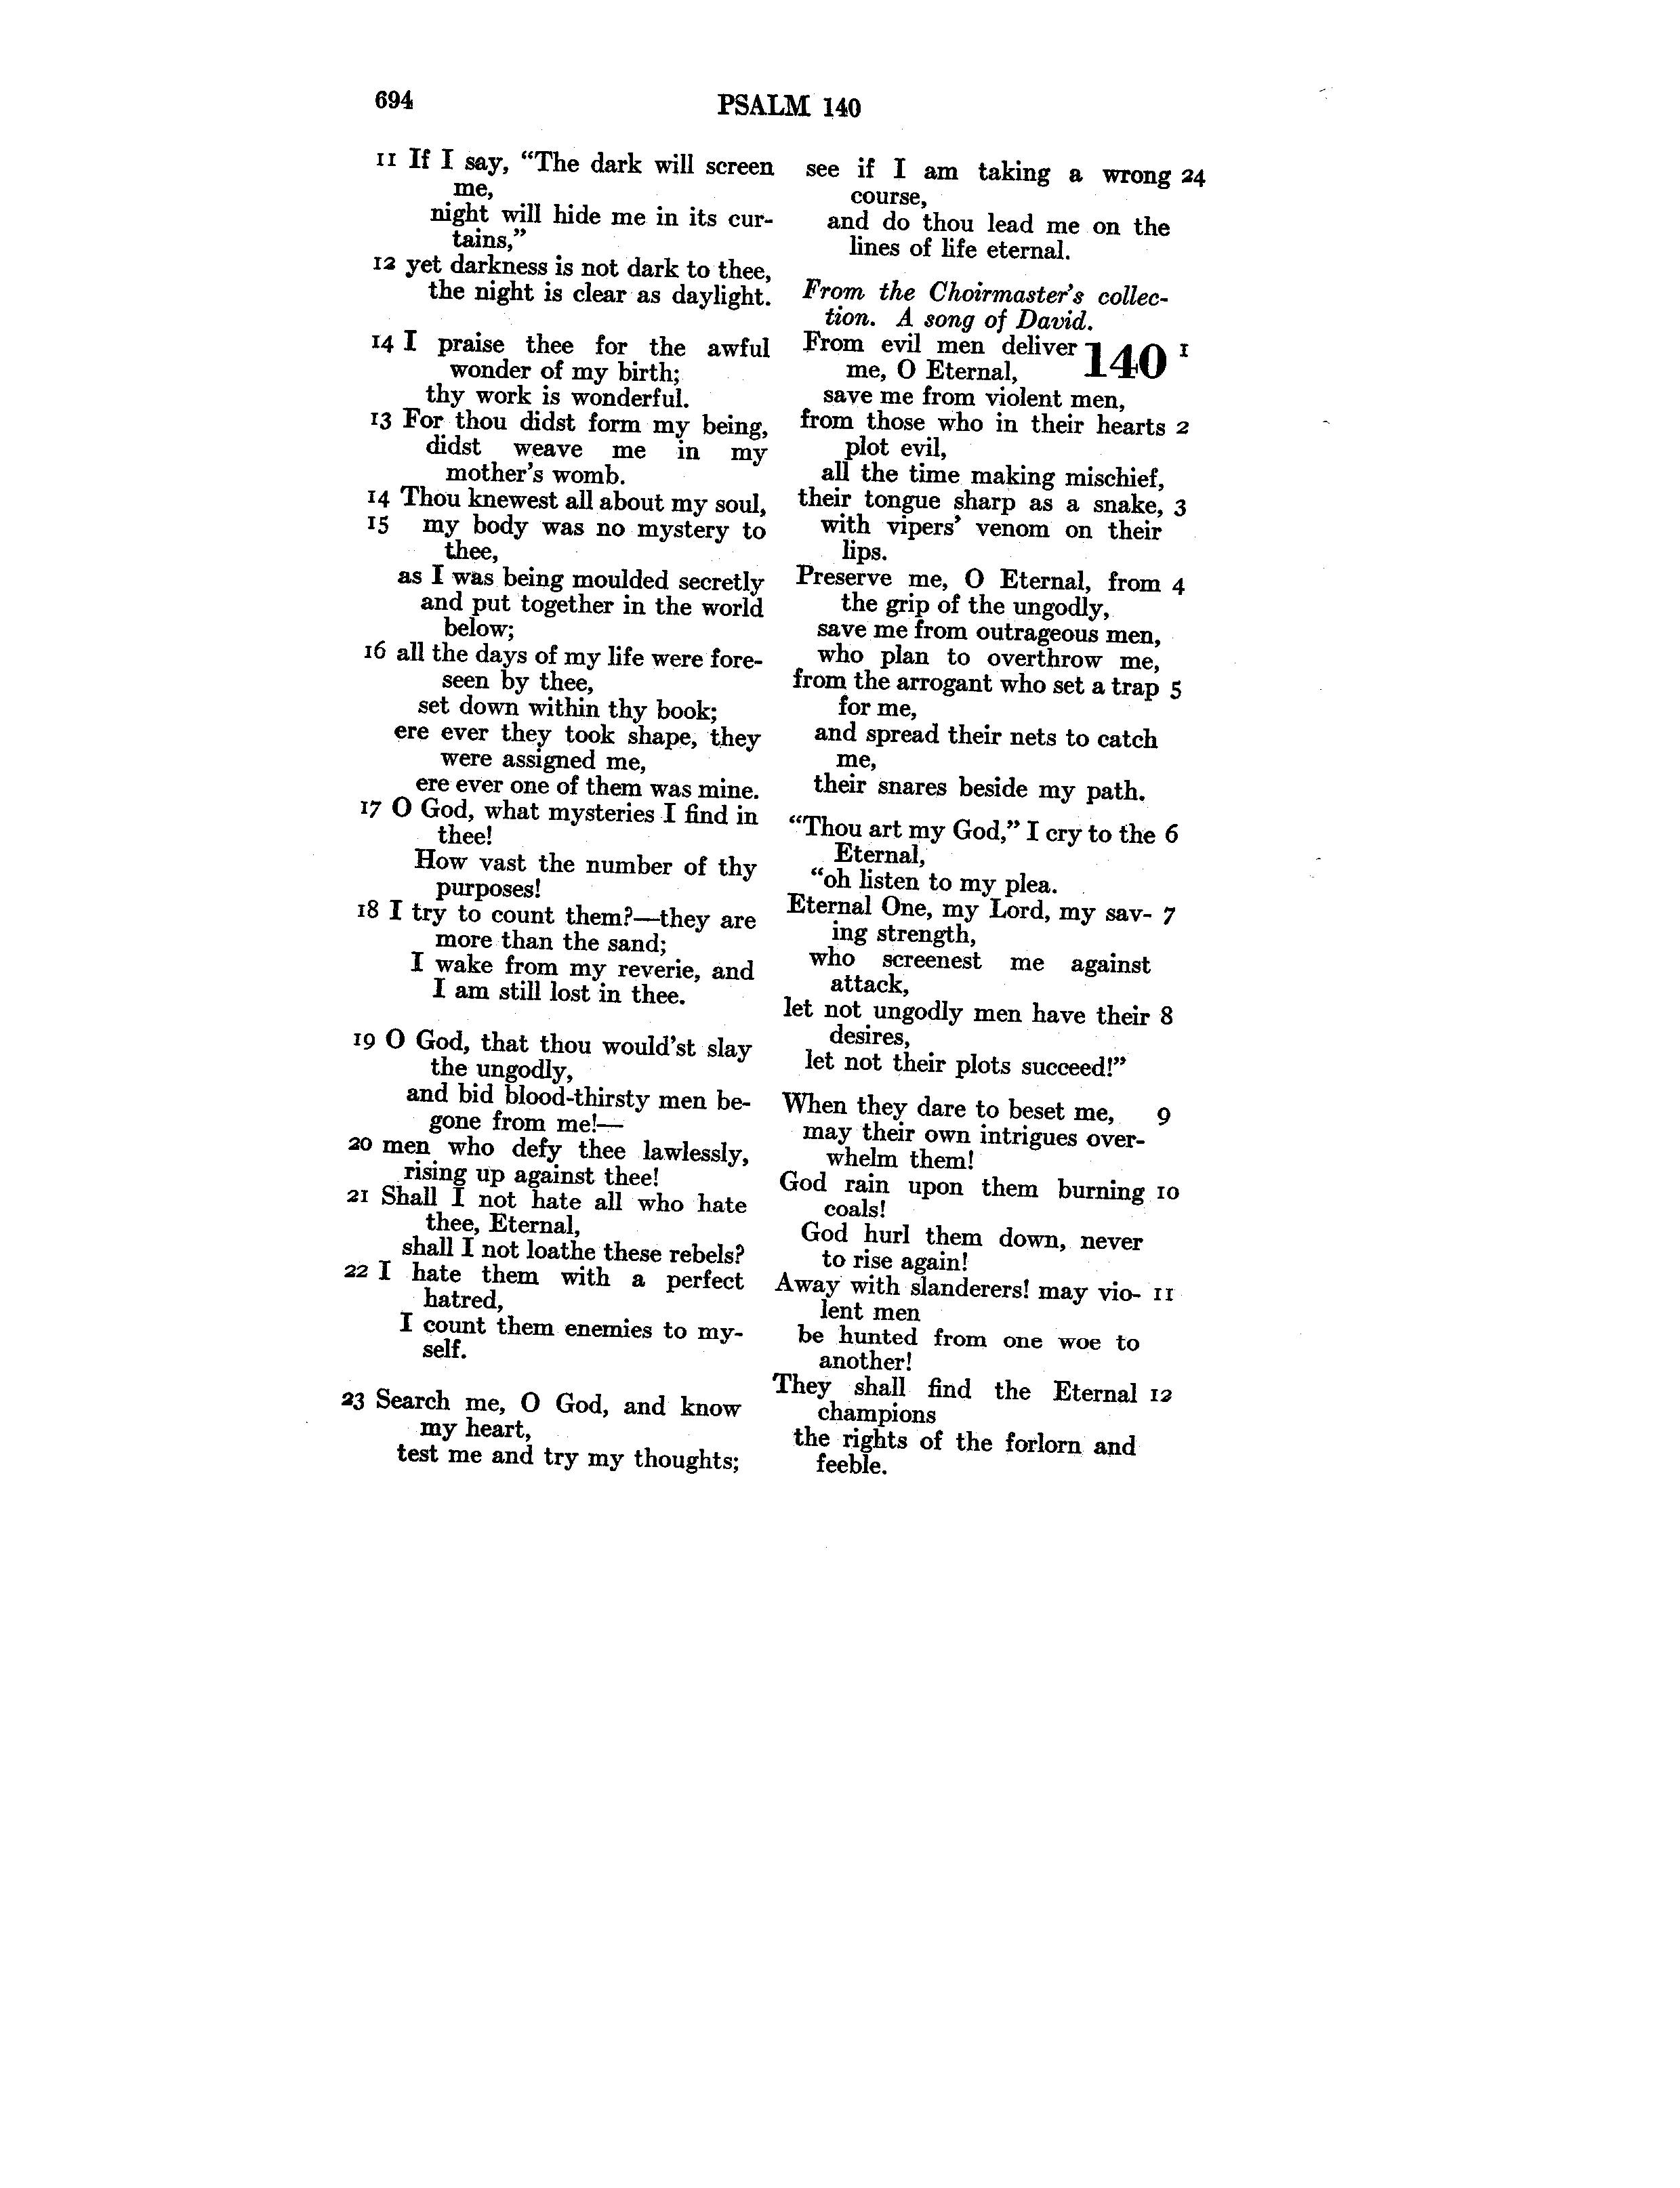 694
PSALM 140
11 If I say, “The dark will screen
me,
night will hide me in its cur-
tains,”
12 yet darkness is not dark to thee,
the night is clear as daylight.
14 I praise thee for the awful
wonder of my birth;
thy work is wonderful.
13 For thou didst form my being,
didst weave me in my
mother’s womb.
14 Thou knewest all about my soul,
15 my body was no mystery to
thee,
as I was being moulded secretly
and put together in the world
below;
16 all the days of my life were fore-
seen by thee,
set down within thy book;
ere ever they took shape, they
were assigned me,
ere ever one of them was mine.
17 O God, what mysteries I find in
thee!
How vast the number of thy
purposes!
18 I try to count them?—they are
more than the sand;
I wake from my reverie, and
I am still lost in thee.
19 O God, that thou would’st slay
the ungodly,
and bid blood-thirsty men be-
gone from me!—
20 men who defy thee lawlessly,
rising up against thee!
21 Shall I not hate all who hate
thee, Eternal,
shall I not loathe these rebels?
22 I hate them with a perfect
hatred,
I count them enemies to my-
self.
23 Search me, O God, and know
my heart,
test me and try my thoughts;
see if I am taking a wrong 24
course,
and do thou lead me on the
lines of life eternal.
From the Choirmaster’s collec-
tion. A song of David.
From evil men deliver 140 1
me, O Eternal,
save me from violent men,
from those who in their hearts 2
plot evil,
all the time making mischief,
their tongue sharp as a snake, 3
with vipers’ venom on their
lips.
Preserve me, O Eternal, from 4
the grip of the ungodly,
save me from outrageous men,
who plan to overthrow me,
from the arrogant who set a trap 5
for me,
and spread their nets to catch
me,
their snares beside my path.
“Thou art my God,” I cry to the 6
Eternal,
“oh listen to my plea.
Eternal One, my Lord, my sav- 7
ing strength,
who screenest me against
attack,
let not ungodly men have their 8
desires,
let not their plots succeed!”
When they dare to beset me, 9
may their own intrigues over-
whelm them!
God rain upon them burning 10
coals!
God hurl them down, never
to rise again!
Away with slanderers! may vio- 11
lent men
be hunted from one woe to
another!
They shall find the Eternal 12
champions
the rights of the forlorn and
feeble.